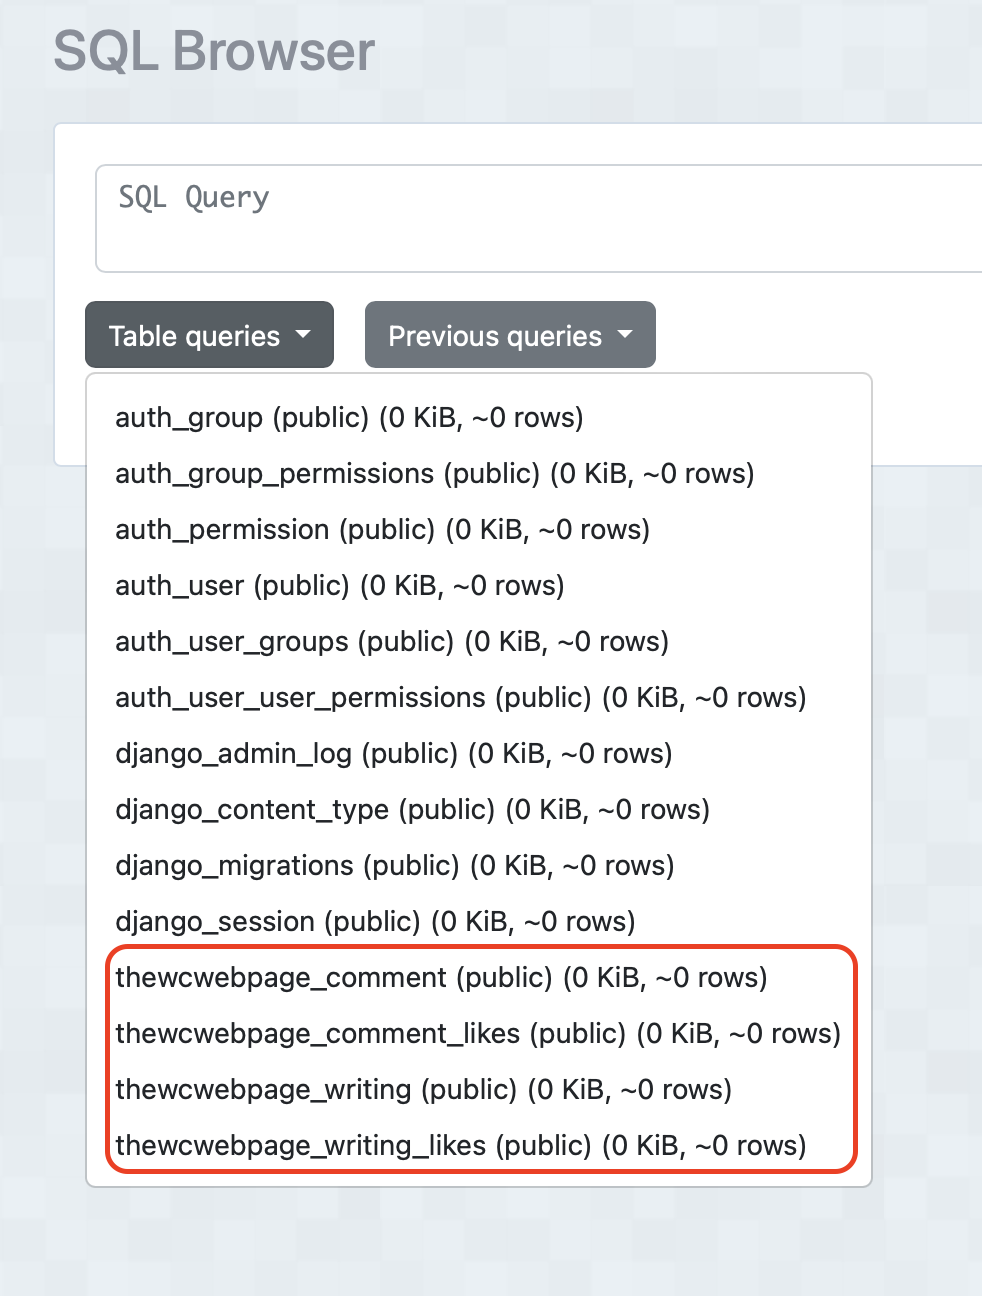 SQL Browser
SQL Query
Table queries Previous queries
auth_group (public) (0 KiB, ~0 rows)
auth_group_permissions (public) (0 KiB, ~0 rows)
auth_permission (public) (0 KiB, ~0 rows)
auth_user (public) (0 KiB, ~0 rows)
auth_user_groups (public) (0 KiB, ~0 rows)
auth_user_user_permissions (public) (0 KiB, ~0 rows)
django_admin_log (public) (0 KiB, ~0 rows)
django_content_type (public) (0 KiB, ~0 rows)
django_migrations (public) (0 KiB, ~0 rows)
django_session (public) (0 KiB, ~0 rows)
thewcwebpage_comment (public) (0 KiB, ~0 rows)
thewcwebpage_comment_likes (public) (0 KiB, ~0 rows)
thewcwebpage_writing (public) (0 KiB, ~0 rows)
thewcwebpage_writing_likes (public) (0 KiB, ~0 rows)